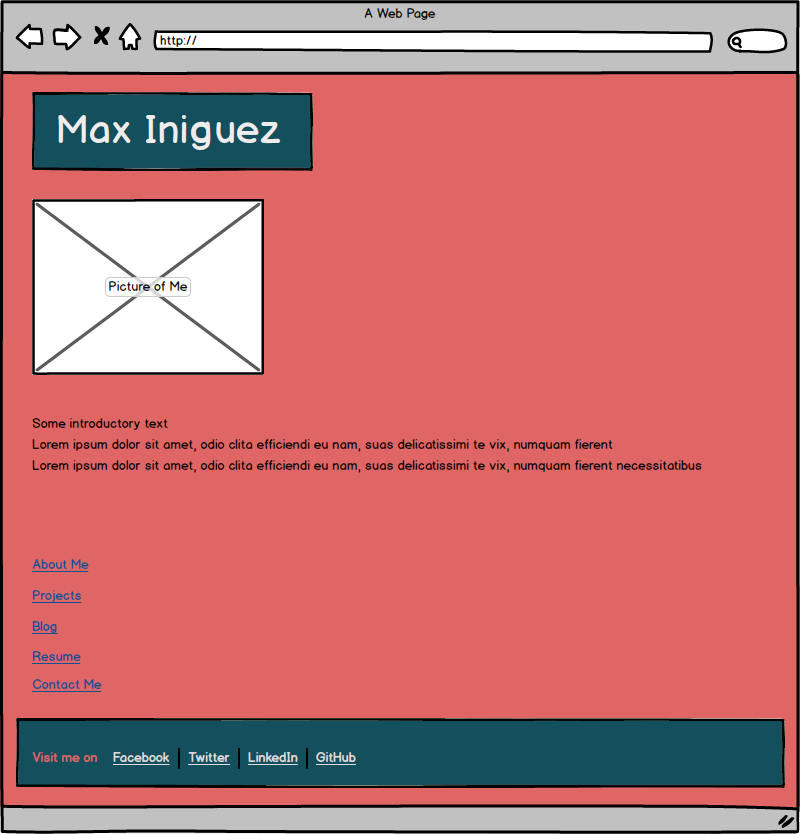 A Web Page
http://
Max Iniguez
Picture of Me
Some introductory text
Lorem ipsum dolor sit amet, odio clita efficiendi eu nam, suas delicatissimi te vix, numquam fierent
Lorem ipsum dolor sit amet, odio clita efficiendi eu nam, suas delicatissimi te vix, numquam fierent necessitatibus
About Me
Projects
Blog
Resume
Contact Me
Visit me on Facebook Twitter LinkedIn GitHub